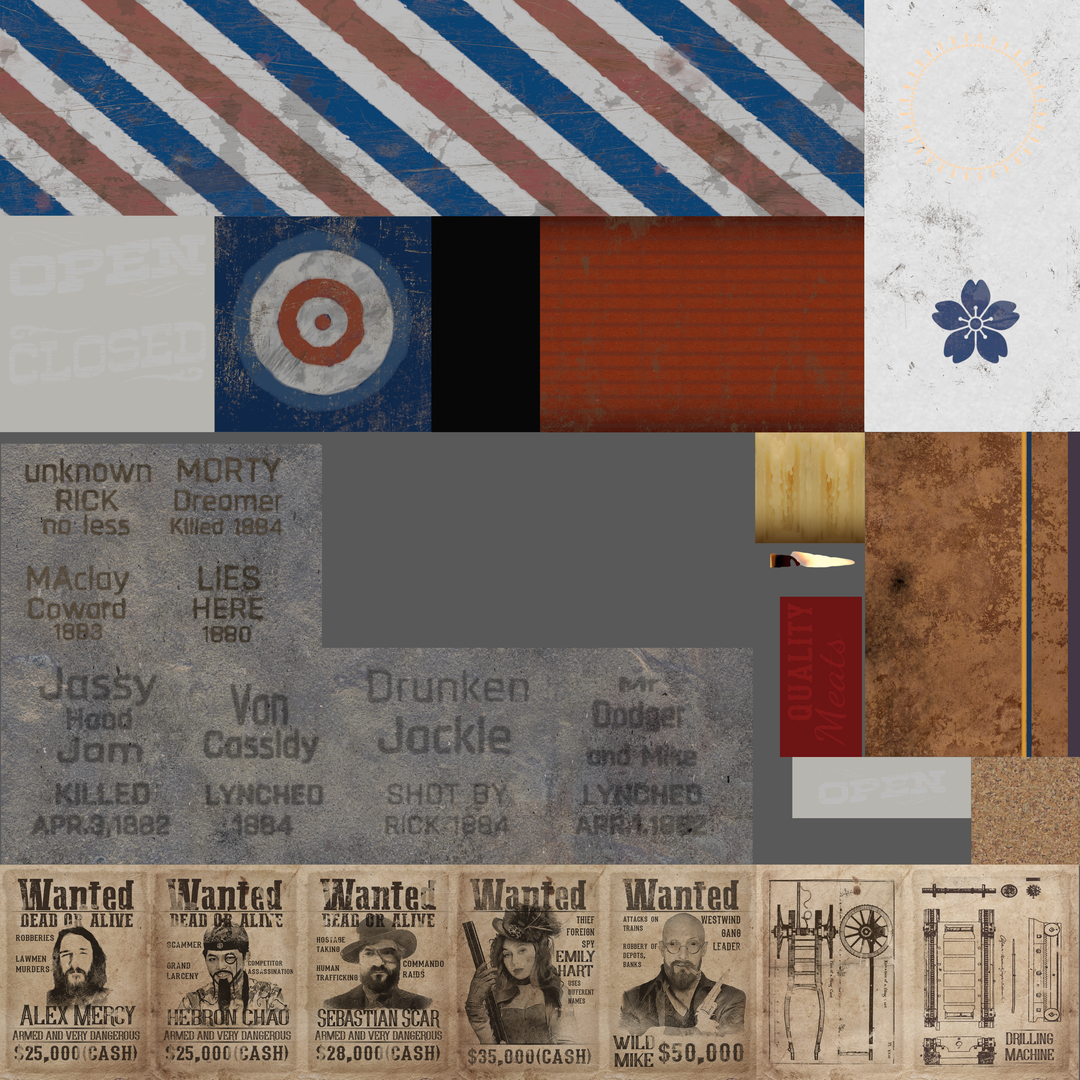 OPEN
CLOSED
unknown
RICK
no less
MORTY
Dreamer
Killed 1884
MAclay
Coward
1883
LIES
HERE
1880
Jassy
Hood
Jam
KILLED
APR.3,1882
Von
Cassidy
LYNCHED
1884
Drunken
Jackle
SHOT BY
RICK 1884
Mr
Dodger
and Mike
LYNCHED
APR.1.1882
QUALITY
Meats
OPEN
Wanted
DEAD OR ALIVE
ROBBERIES
LAWMEN
MURDERS
ALEX MERCY
ARMED AND VERY DANGEROUS
$25,000(CASH)
Wanted
DEAD OR ALIVE
SCAMMER
GRAND
LARCENY
COMPETITOR
ASSASSINATION
HEBRON CHAO
ARMED AND VERY DANGEROUS
$25,000(CASH)
Wanted
DEAD OR ALIVE
HOSTAGE
TAKING
HUMAN
TRAFFICKING
COMMANDO
RAIDS
SEBASTIAN SCAR
ARMED AND VERY DANGEROUS
$28,000(CASH)
Wanted
THIEF
FOREIGN
SPY
EMILY
HART
USES
DIFFERENT
NAMES
$35,000(CASH)
Wanted
ATTACKS ON
TRAINS
ROBBERY OF
DEPOTS,
BANKS
WESTWIND
GANG
LEADER
WILD
MIKE $50,000
DRILLING
MACHINE